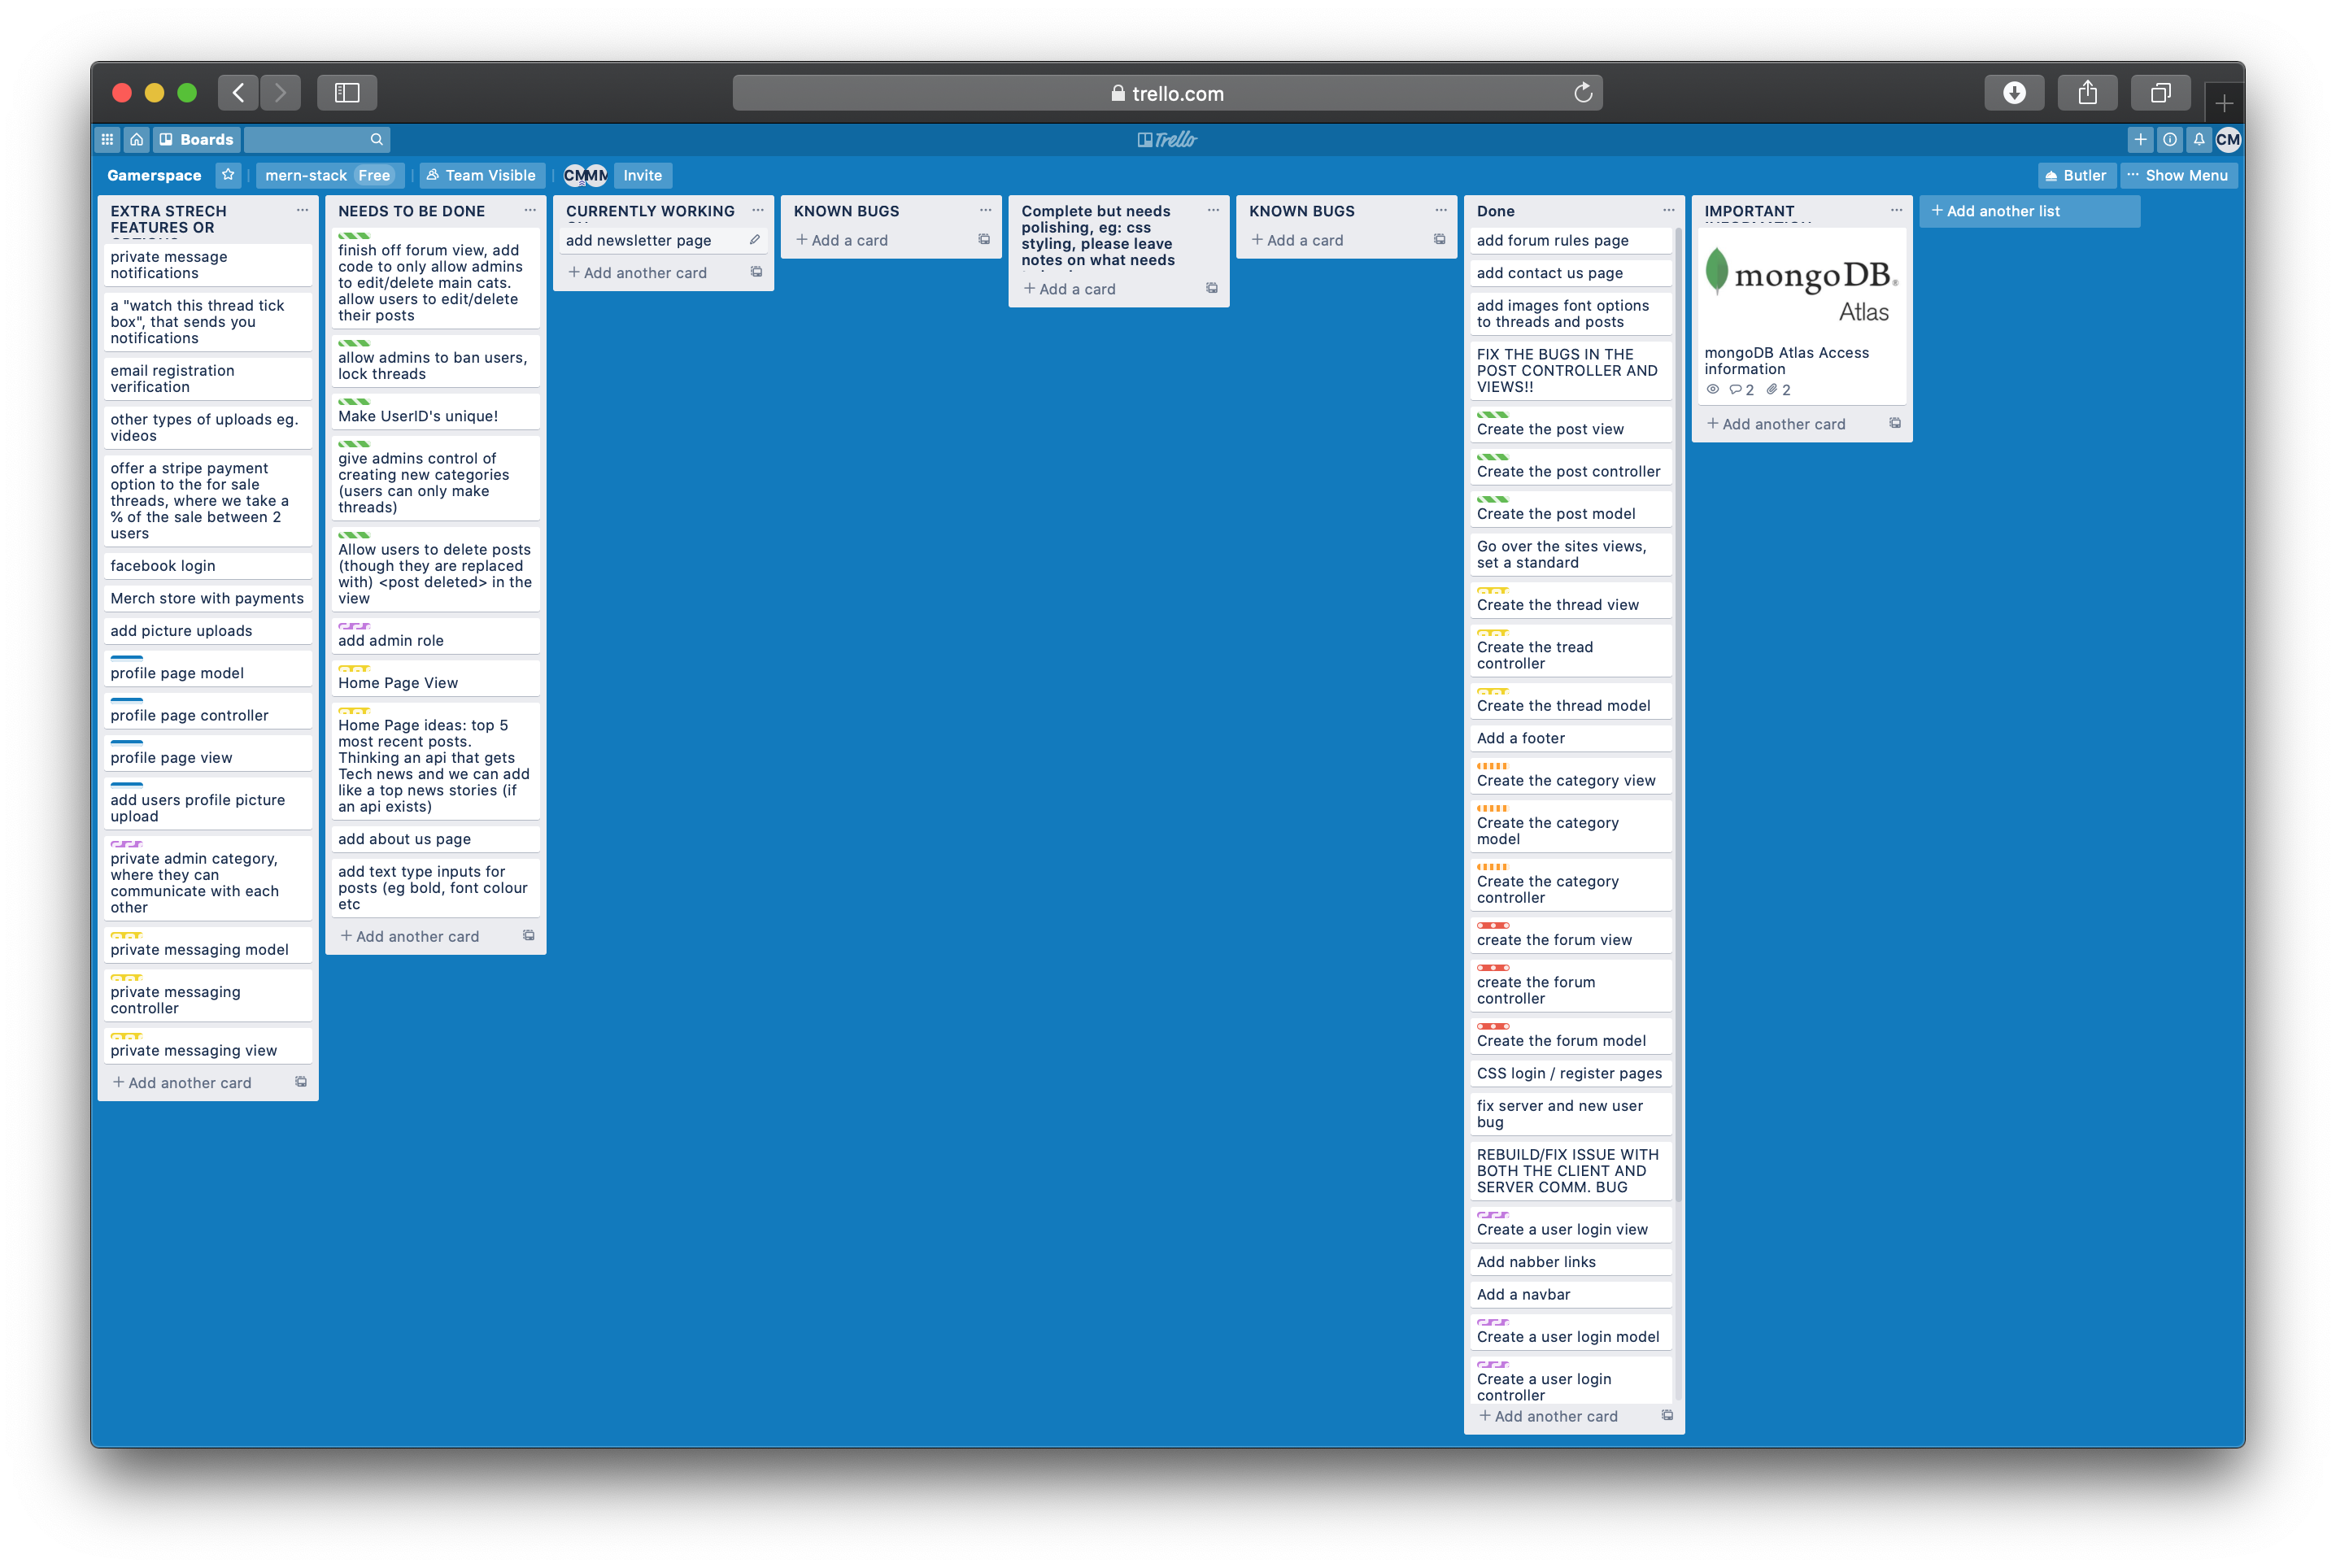 trello.com
Boards
Trello
CM
Gamerspace
mern-stack Free
Team Visible
CM
MM
Invite
Butler
Show Menu
EXTRA STRECH
FEATURES OR
private message
notifications
a "watch this thread tick
box", that sends you
notifications
email registration
verification
other types of uploads eg.
videos
offer a stripe payment
option to the for sale
threads, where we take a
% of the sale between 2
users
facebook login
Merch store with payments
add picture uploads
profile page model
profile page controller
profile page view
add users profile picture
upload
private admin category,
where they can
communicate with each
other
private messaging model
private messaging
controller
private messaging view
+ Add another card
NEEDS TO BE DONE
finish off forum view, add
code to only allow admins
to edit/delete main cats.
allow users to edit/delete
their posts
allow admins to ban users,
lock threads
Make UserID's unique!
give admins control of
creating new categories
(users can only make
threads)
Allow users to delete posts
(though they are replaced
with) <post deleted> in the
view
add admin role
Home Page View
Home Page ideas: top 5
most recent posts.
Thinking an api that gets
Tech news and we can add
like a top news stories (if
an api exists)
add about us page
add text type inputs for
posts (eg bold, font colour
etc
+ Add another card
CURRENTLY WORKING
add newsletter page
+ Add another card
KNOWN BUGS
+ Add a card
Complete but needs
polishing, eg: css
styling, please leave
notes on what needs
+ Add a card
KNOWN BUGS
+ Add a card
Done
add forum rules page
add contact us page
add images font options
to threads and posts
FIX THE BUGS IN THE
POST CONTROLLER AND
VIEWS!!
Create the post view
Create the post controller
Create the post model
Go over the sites views,
set a standard
Create the thread view
Create the tread
controller
Create the thread model
Add a footer
Create the category view
Create the category
model
Create the category
controller
create the forum view
create the forum
controller
Create the forum model
CSS login / register pages
fix server and new user
bug
REBUILD/FIX ISSUE WITH
BOTH THE CLIENT AND
SERVER COMM. BUG
Create a user login view
Add nabber links
Add a navbar
Create a user login model
Create a user login
controller
+ Add another card
IMPORTANT
mongoDB®
Atlas
mongoDB Atlas Access
information
2 2
+ Add another card
+ Add another list